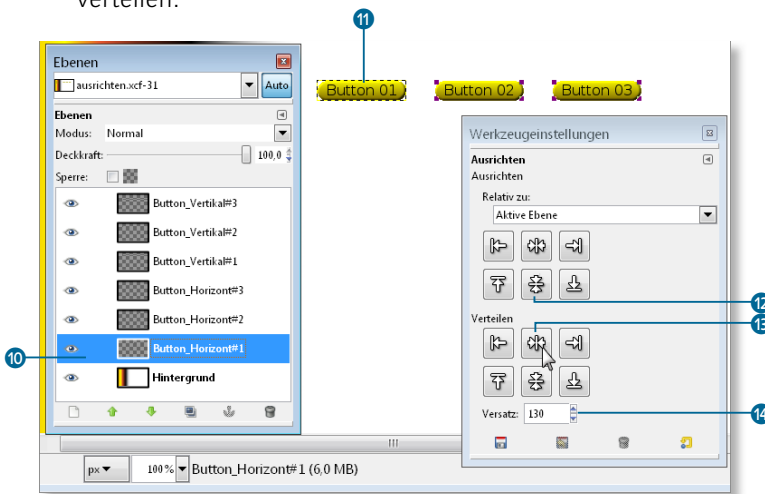 verteilen.
11
Ebenen
ausrichten.xcf-31
Auto
Button 01
Button 02
Button 03
Ebenen
Modus: Normal
Deckkraft: 100,0
Sperre:
Button_Vertikal#3
Button_Vertikal#2
Button_Vertikal#1
Button_Horizont#3
Button_Horizont#2
10
Button_Horizont#1
Hintergrund
Werkzeugeinstellungen
Ausrichten
Ausrichten
Relativ zu:
Aktive Ebene
12
Verteilen
13
Versatz: 130
14
px
100%
Button_Horizont#1 (6,0 MB)